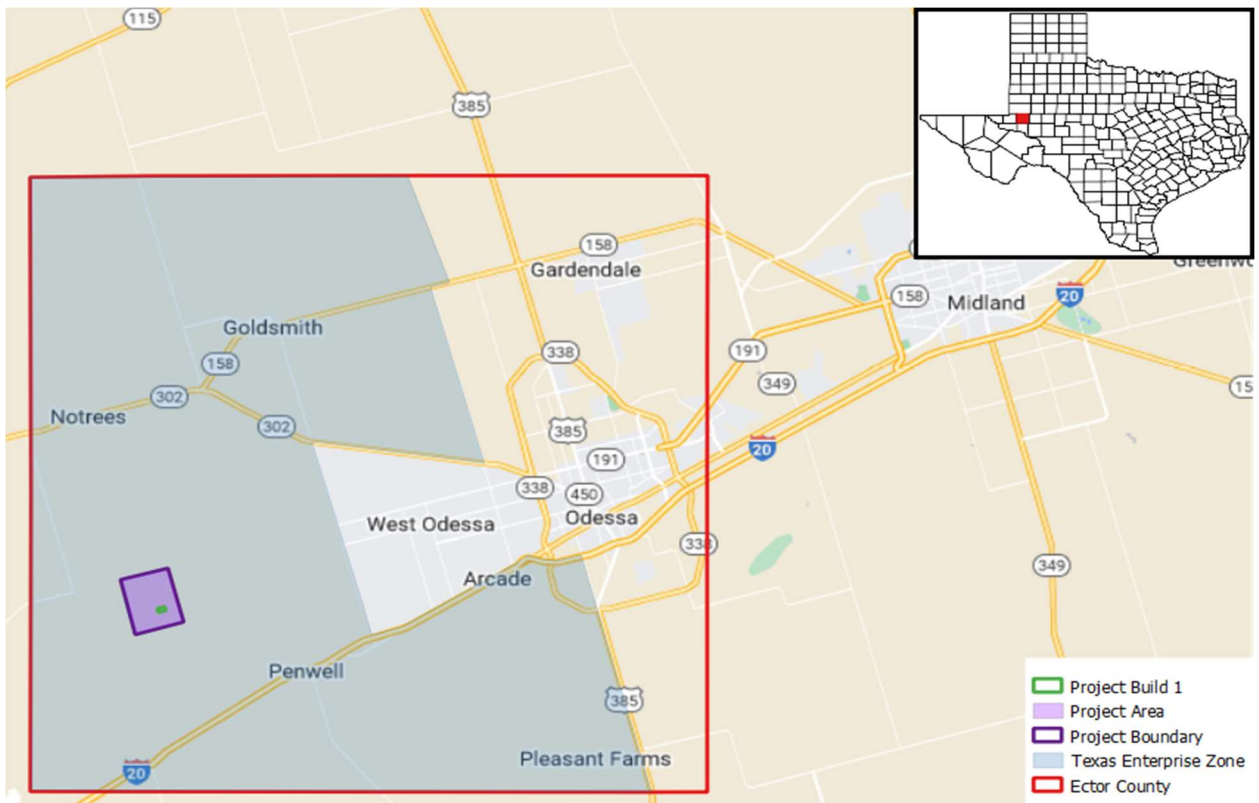 115
385
158
Gardendale
Greenwo
158
Midland
20
Goldsmith
338
191
158
349
15
302
Notrees
302
385
20
191
338
450
West Odessa
Odessa
338
Arcade
349
Penwell
385
Pleasant Farms
20
Project Build 1
Project Area
Project Boundary
Texas Enterprise Zone
Ector County